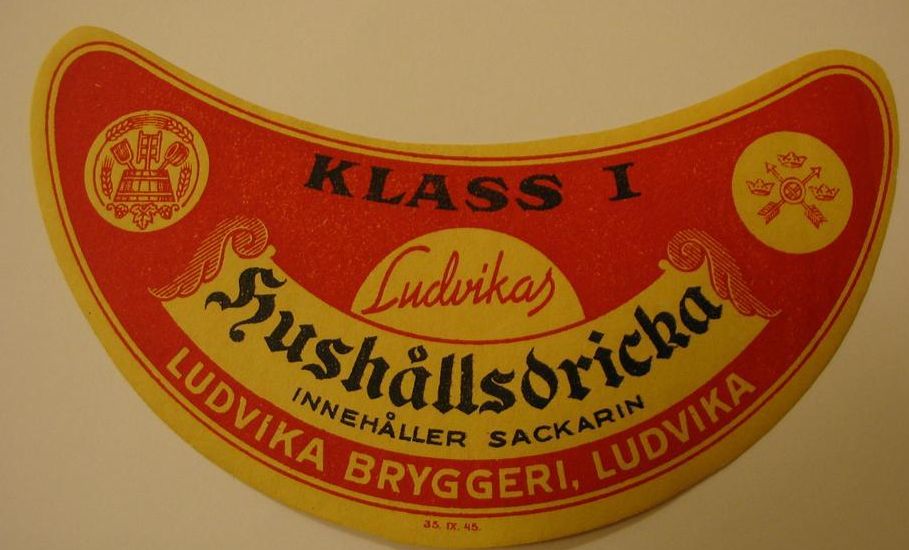 KLASS I
Ludvikas
Hushållsdricka
INNEHÅLLER SACKARIN
LUDVIKA BRYGGERI, LUDVIKA
35. IX. 45.